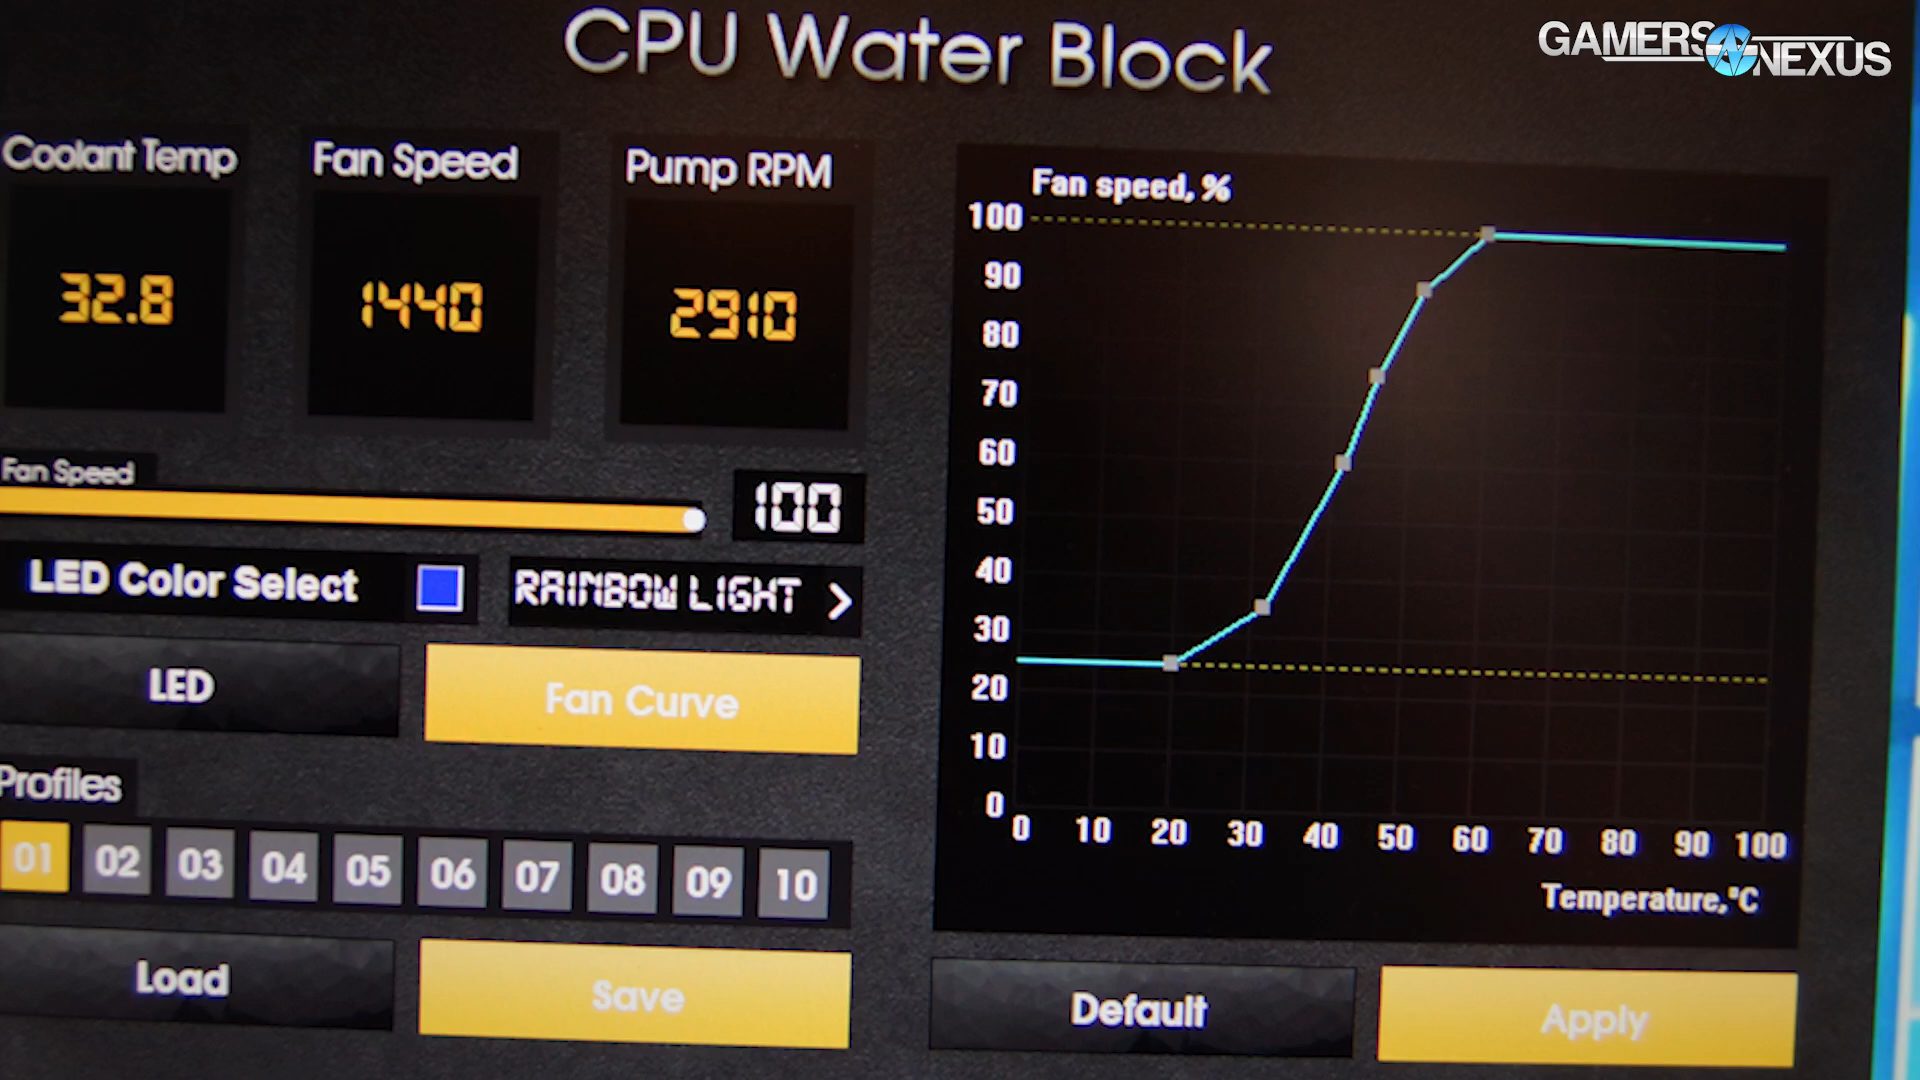 CPU Water Block
GAMERS NEXUS
Coolant Temp
Fan Speed
Pump RPM
32.8
1440
2910
Fan Speed
100
LED Color Select
RAINBOW LIGHT
LED
Fan Curve
Profiles
01 02 03 04 05 06 07 08 09 10
Load
Save
Fan speed, %
100
90
80
70
60
50
40
30
20
10
0
0 10 20 30 40 50 60 70 80 90 100
Temperature,°C
Default
Apply